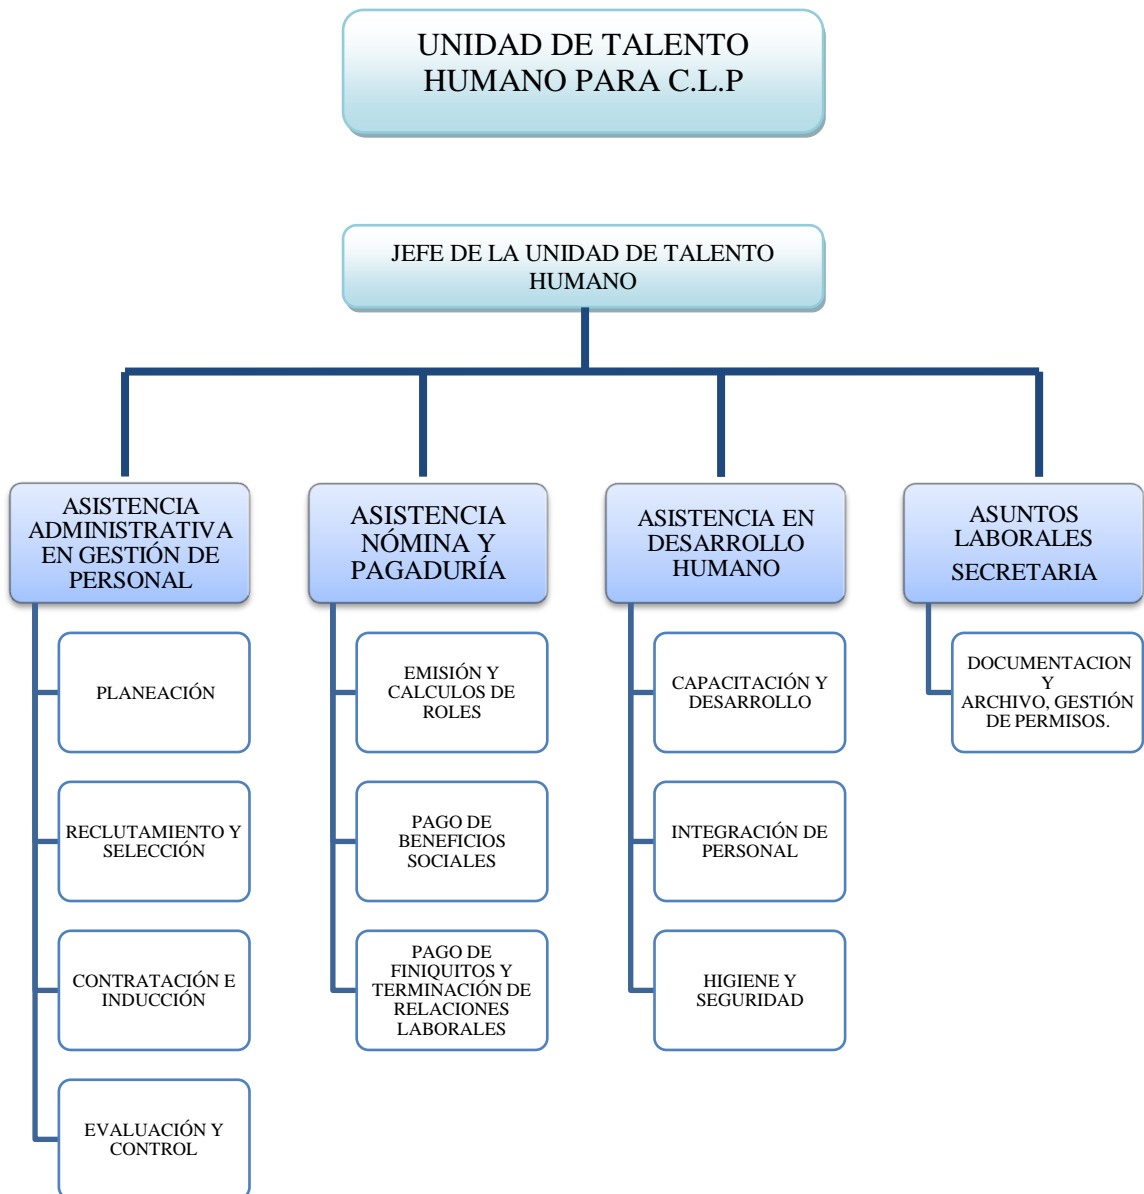 UNIDAD DE TALENTO
HUMANO PARA C.L.P
JEFE DE LA UNIDAD DE TALENTO
HUMANO
ASISTENCIA
ADMINISTRATIVA
EN GESTIÓN DE
PERSONAL
PLANEACIÓN
RECLUTAMIENTO Y
SELECCIÓN
CONTRATACIÓN E
INDUCCIÓN
EVALUACIÓN Y
CONTROL
ASISTENCIA
NÓMINA Y
PAGADURÍA
EMISIÓN Y
CALCULOS DE
ROLES
PAGO DE
BENEFICIOS
SOCIALES
PAGO DE
FINIQUITOS Y
TERMINACIÓN DE
RELACIONES
LABORALES
ASISTENCIA EN
DESARROLLO
HUMANO
CAPACITACIÓN Y
DESARROLLO
INTEGRACIÓN DE
PERSONAL
HIGIENE Y
SEGURIDAD
ASUNTOS
LABORALES
SECRETARIA
DOCUMENTACION
Y
ARCHIVO, GESTIÓN
DE PERMISOS.